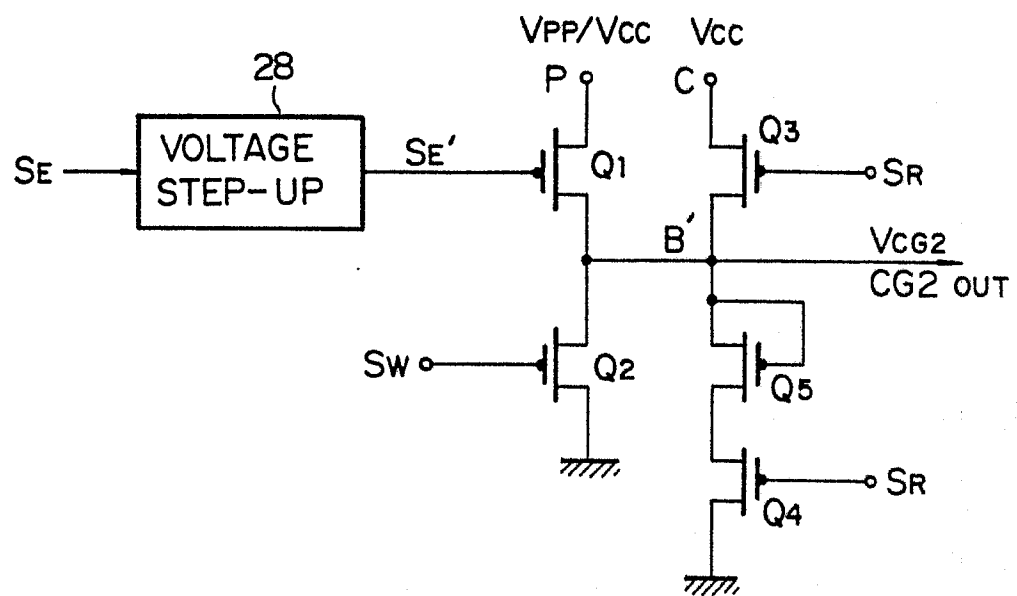 VPP/VCC
VCC
P
C
28
VOLTAGE
STEP-UP
SE
SE'
Q1
Q3
SR
B'
VCG2
CG2 OUT
SW
Q2
Q5
SR
Q4